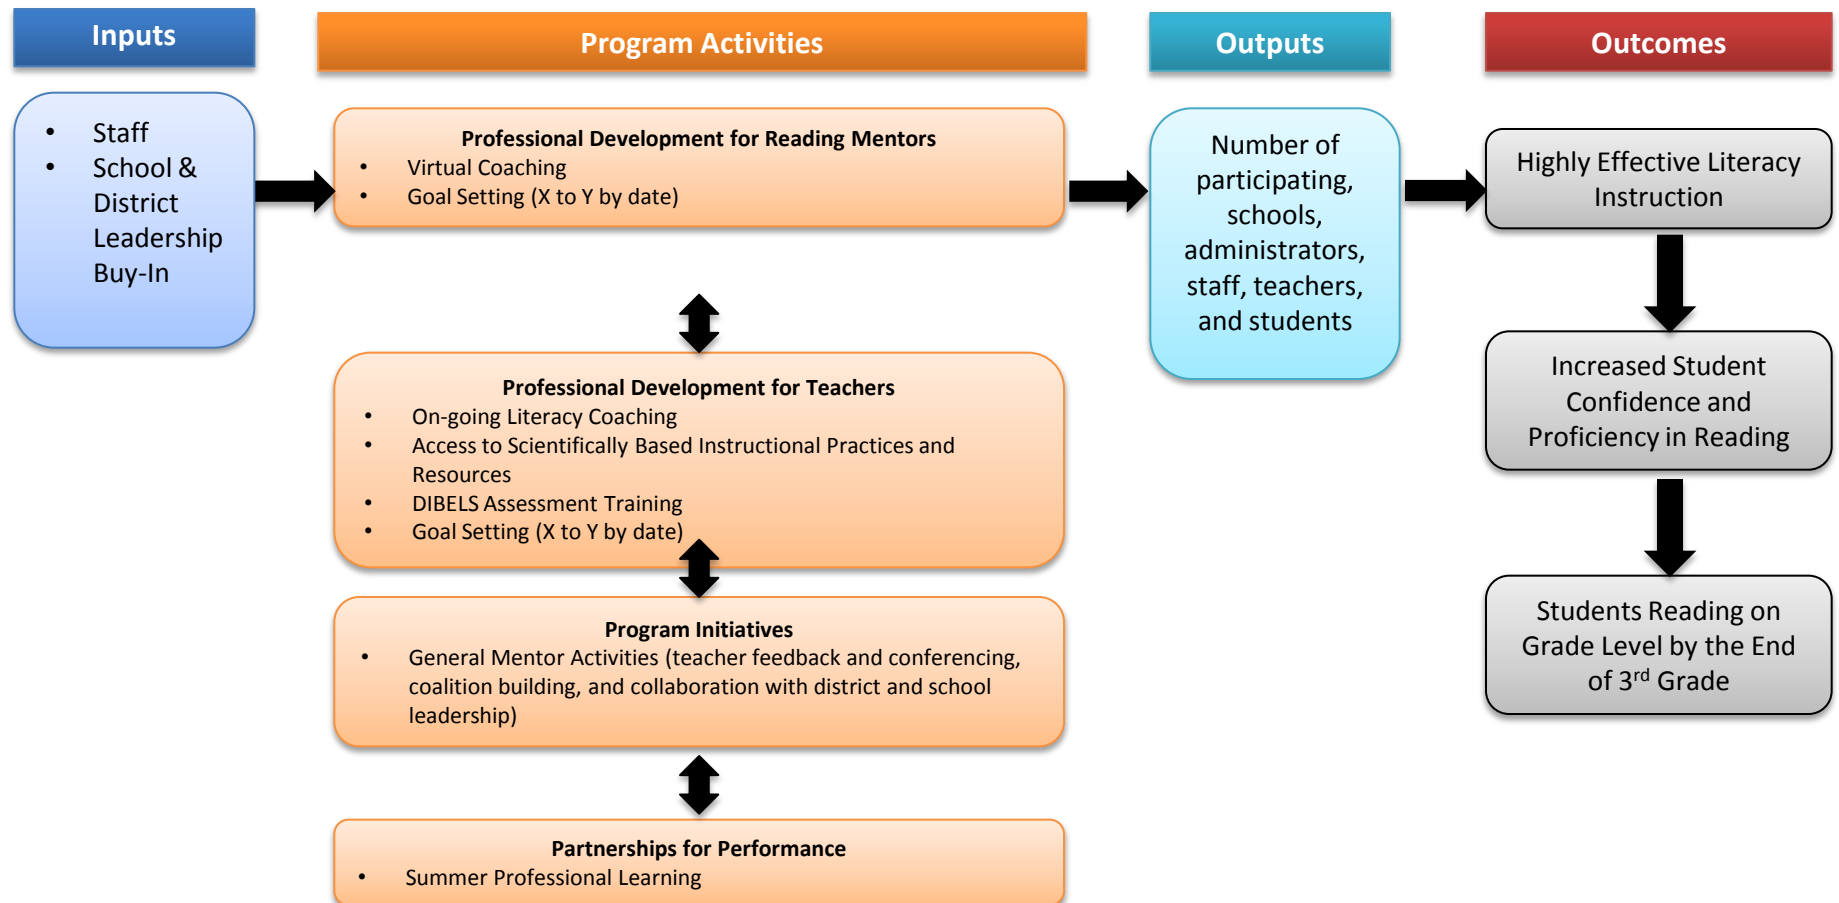 Inputs
Program Activities
Outputs
Outcomes
• Staff
• School &
District
Leadership
Buy-In
Professional Development for Reading Mentors
• Virtual Coaching
• Goal Setting (X to Y by date)
Professional Development for Teachers
• On-going Literacy Coaching
• Access to Scientifically Based Instructional Practices and
Resources
• DIBELS Assessment Training
• Goal Setting (X to Y by date)
Program Initiatives
• General Mentor Activities (teacher feedback and conferencing,
coalition building, and collaboration with district and school
leadership)
Partnerships for Performance
• Summer Professional Learning
Number of
participating,
schools,
administrators,
staff, teachers,
and students
Highly Effective Literacy
Instruction
Increased Student
Confidence and
Proficiency in Reading
Students Reading on
Grade Level by the End
of 3rd Grade